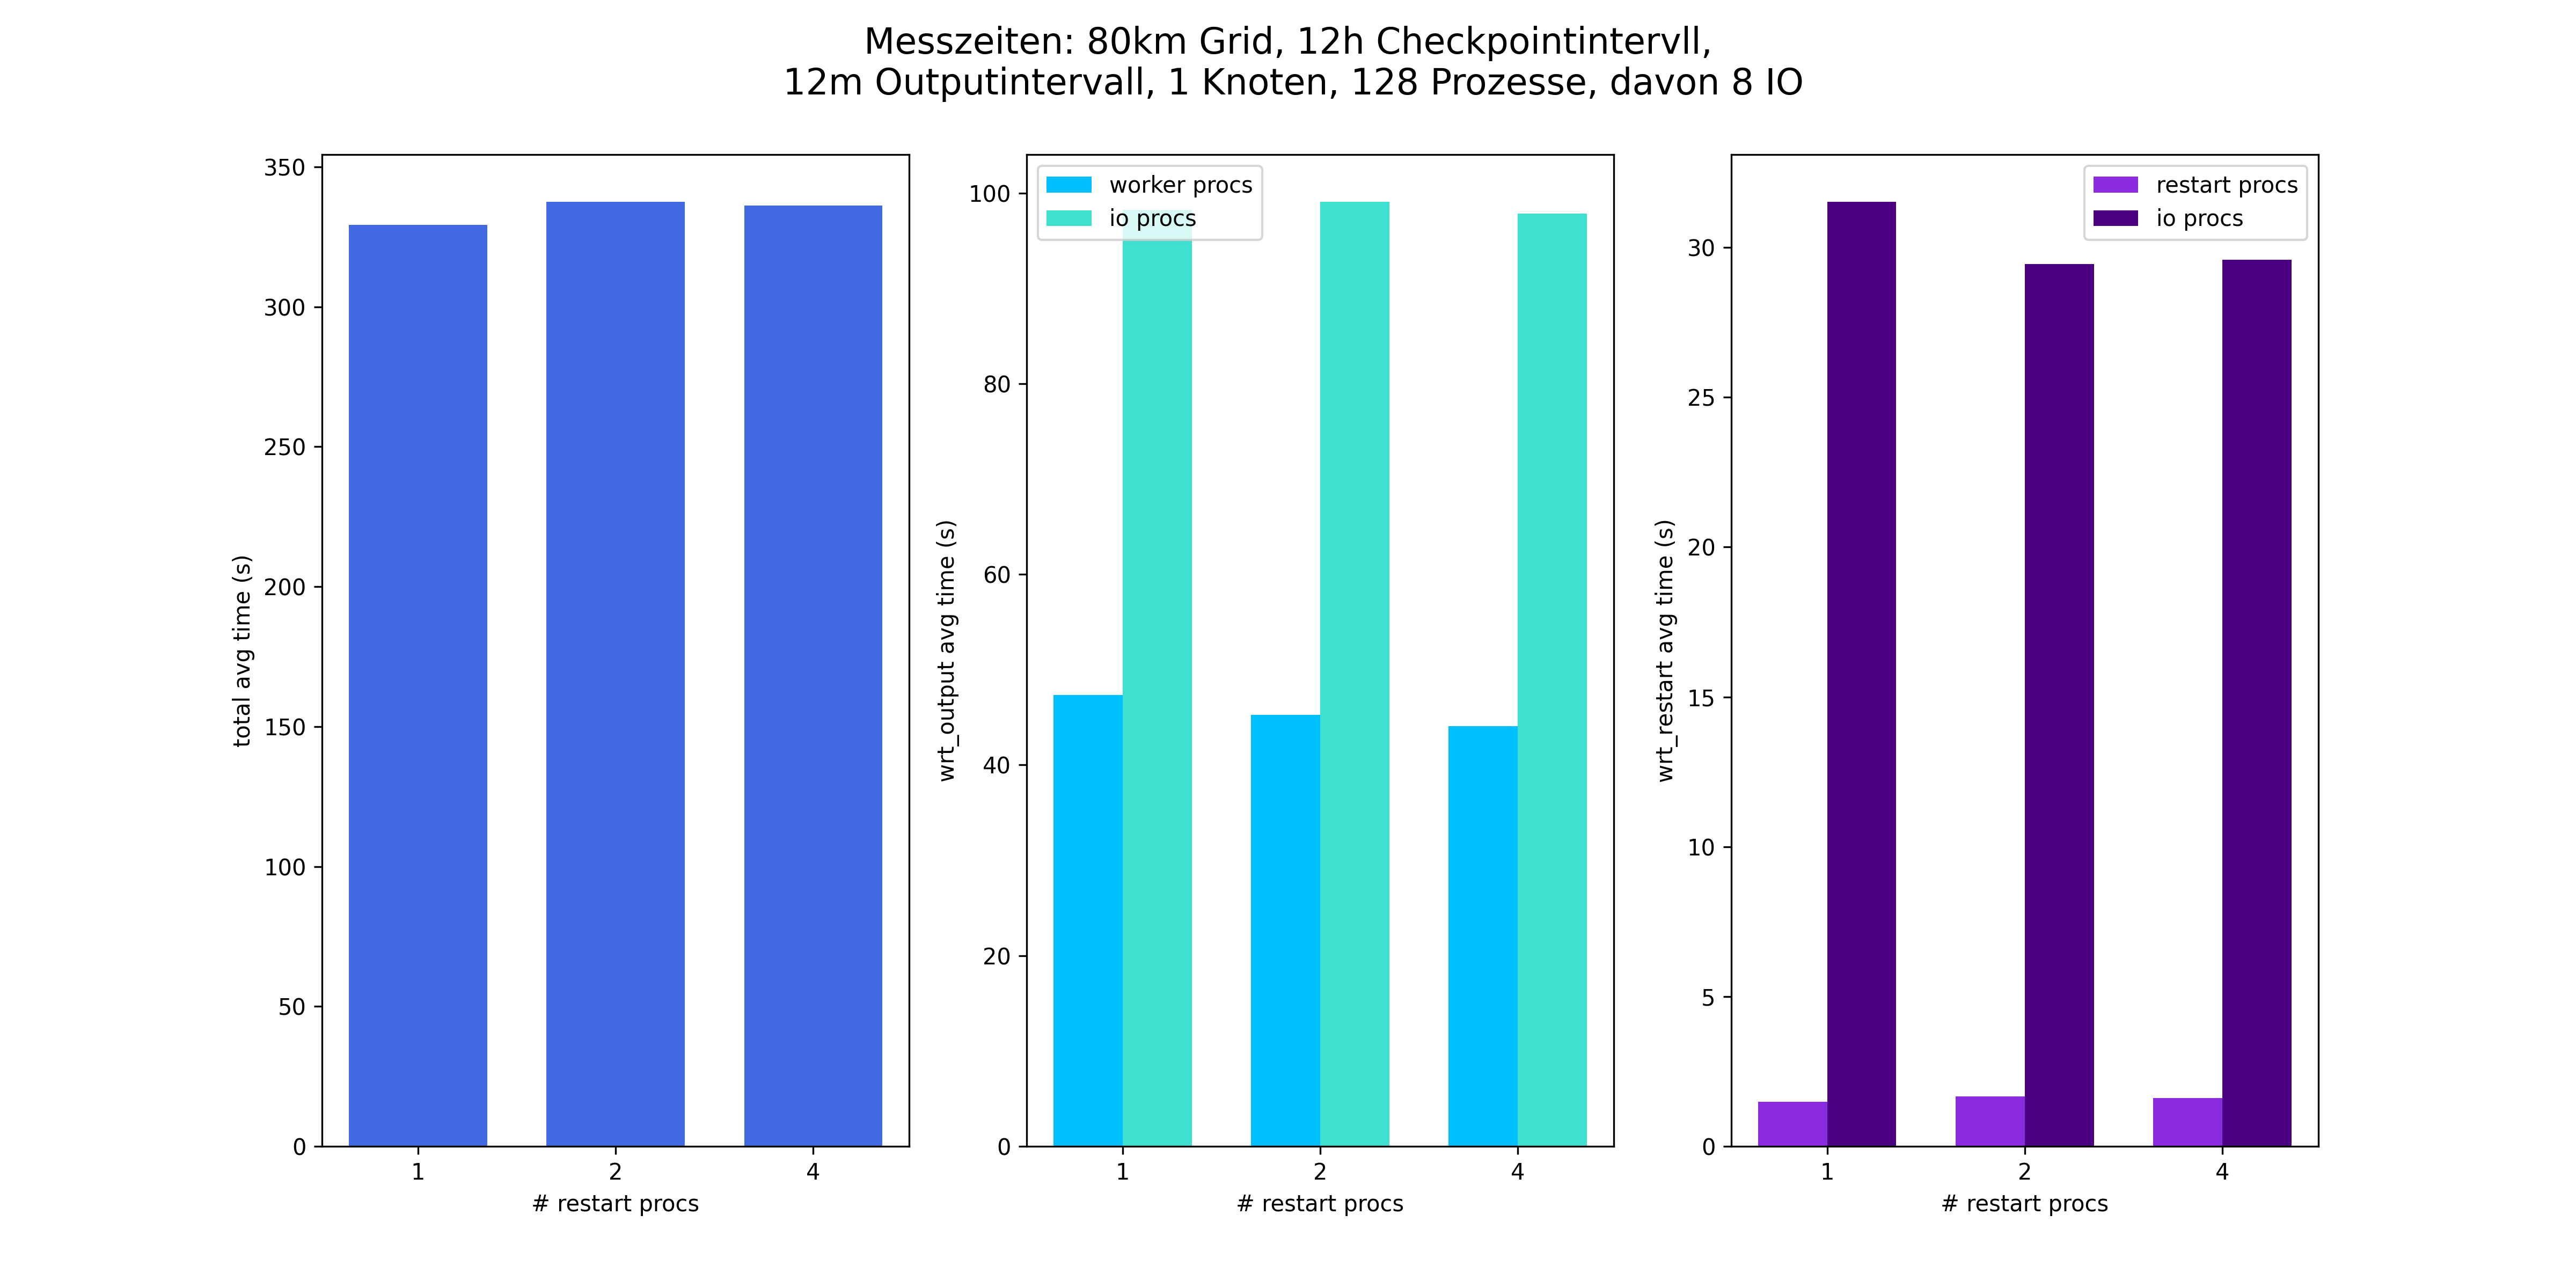 Messzeiten: 80km Grid, 12h Checkpointintervll,
12m Outputintervall, 1 Knoten, 128 Prozesse, davon 8 IO
350
300
250
200
150
100
50
0
total avg time (s)
1 2 4
# restart procs
worker procs
io procs
100
80
60
40
20
0
wrt_output avg time (s)
1 2 4
# restart procs
restart procs
io procs
30
25
20
15
10
5
0
wrt_restart avg time (s)
1 2 4
# restart procs